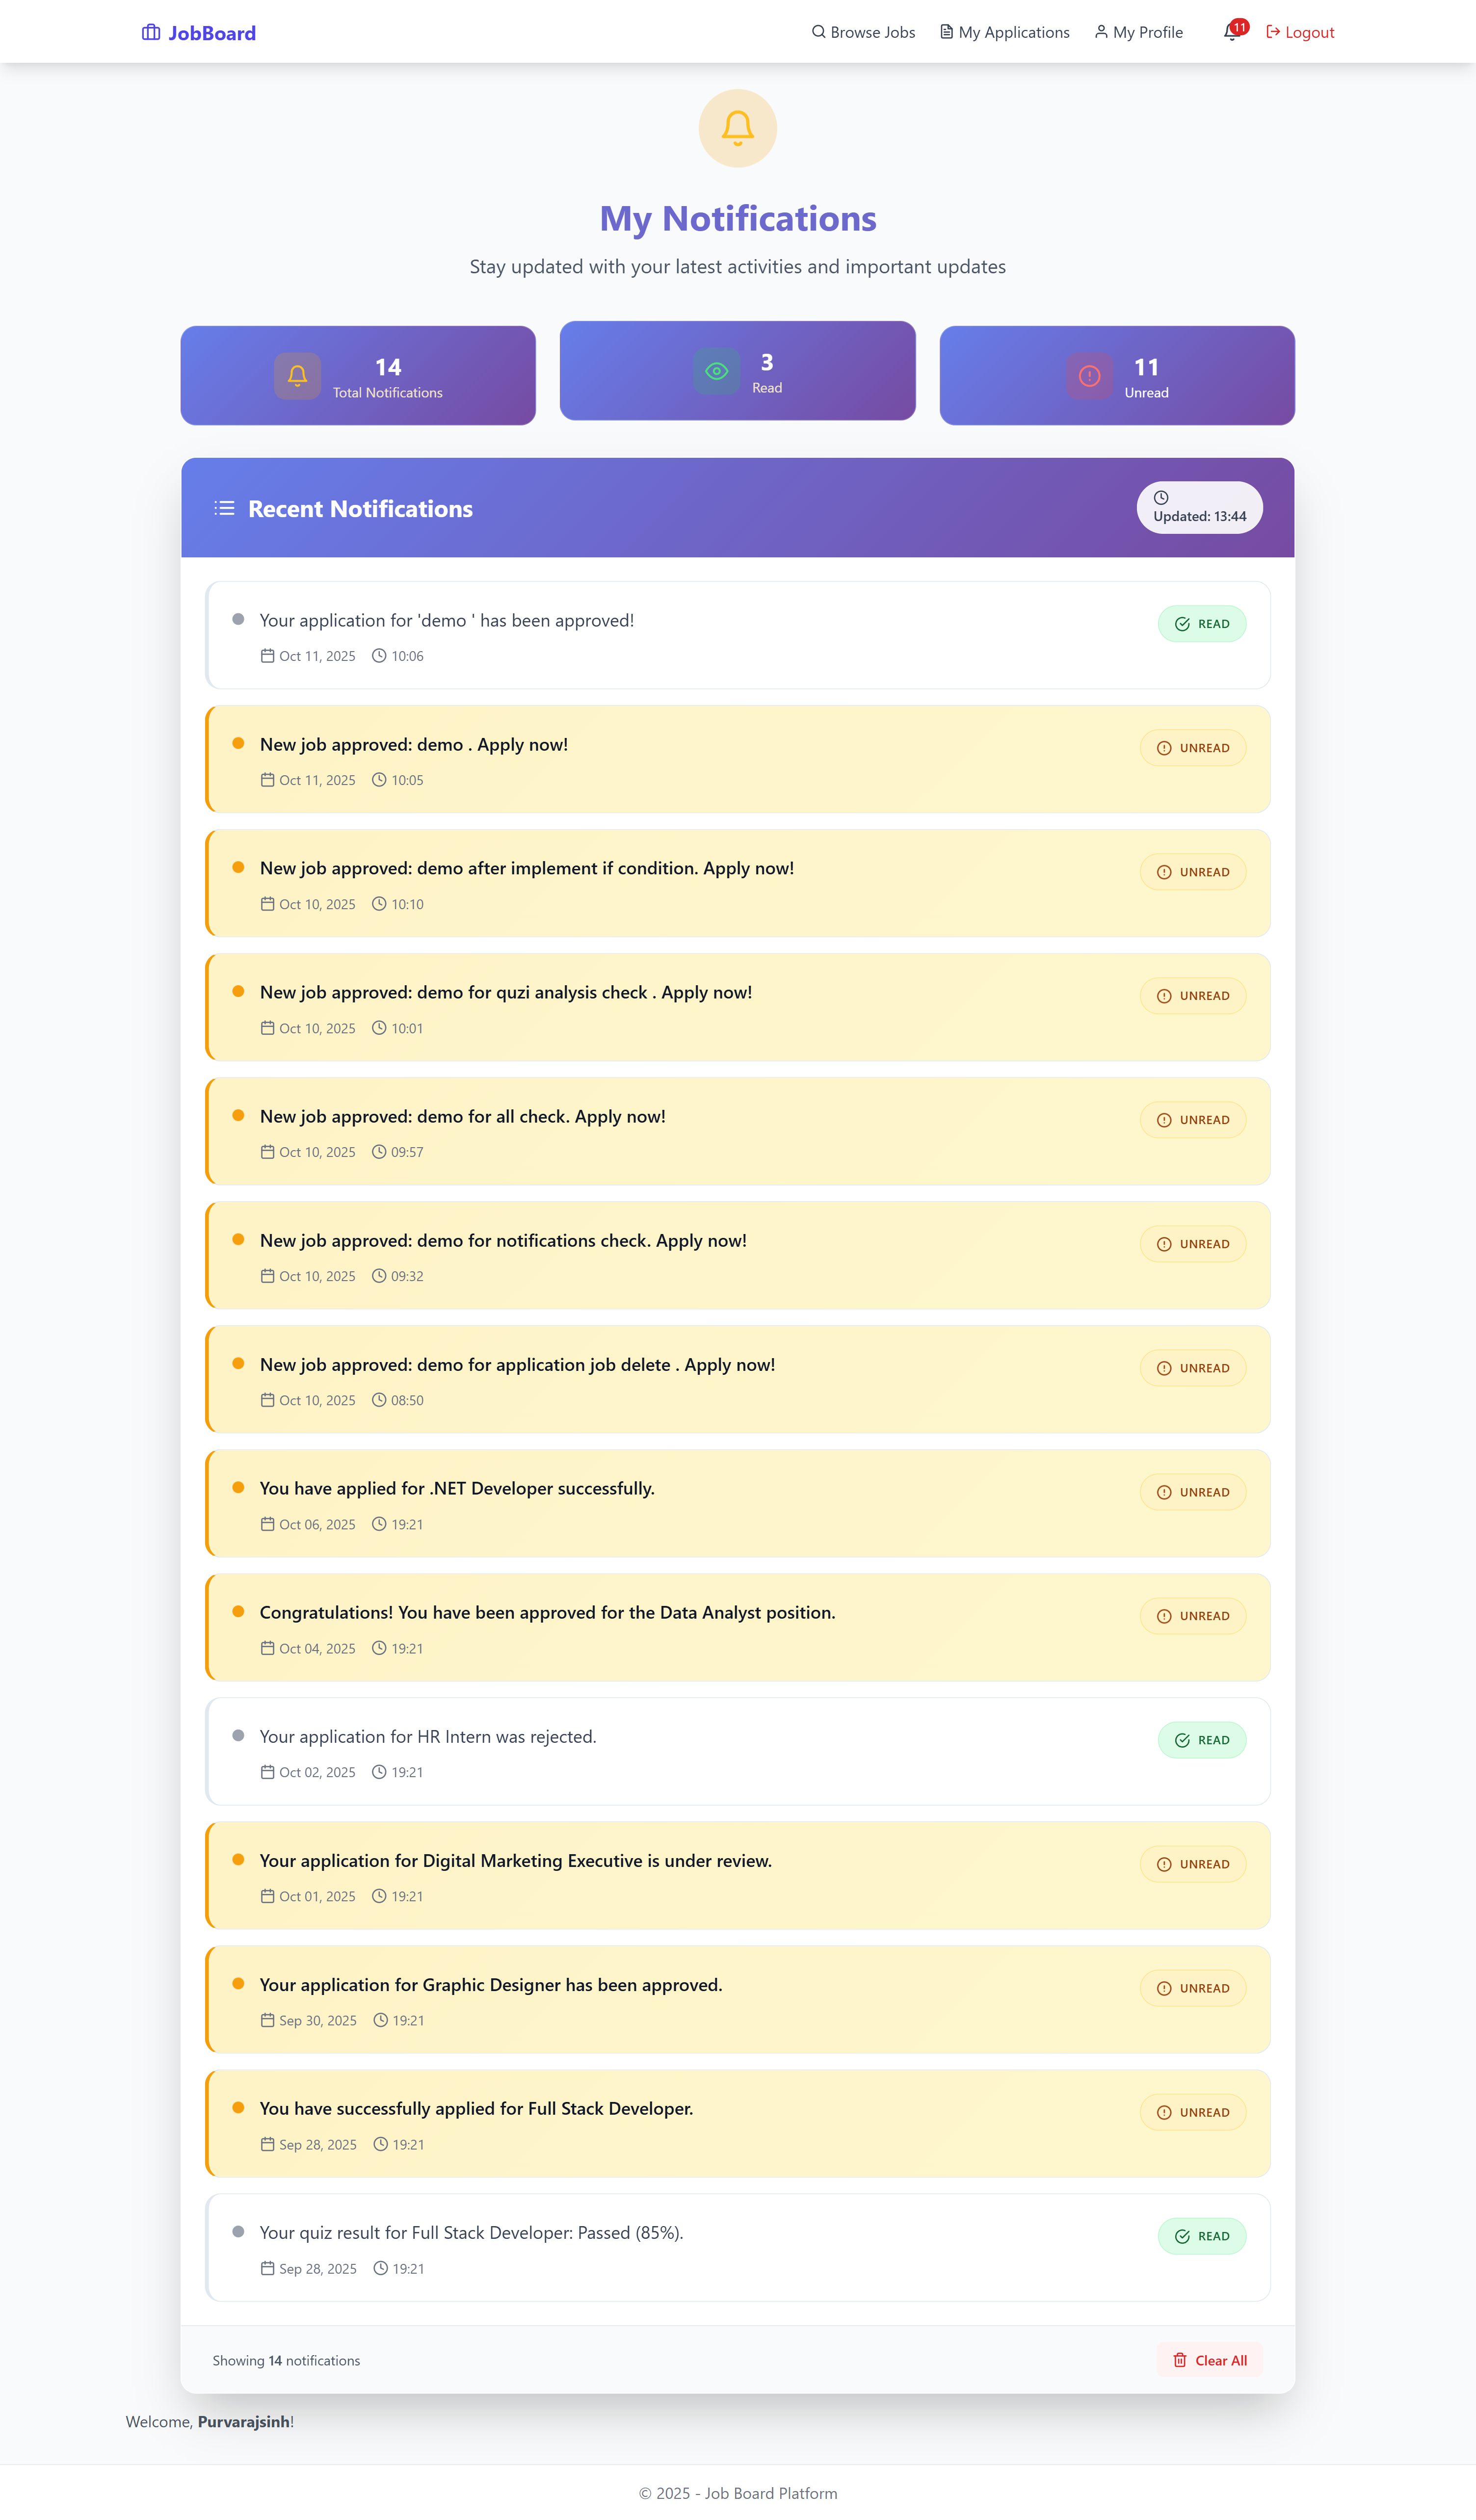 JobBoard
Browse Jobs My Applications My Profile 11 Logout
My Notifications
Stay updated with your latest activities and important updates
14
Total Notifications
3
Read
11
Unread
Recent Notifications
Updated: 13:44
Your application for 'demo ' has been approved!
READ
Oct 11, 2025 10:06
New job approved: demo . Apply now!
UNREAD
Oct 11, 2025 10:05
New job approved: demo after implement if condition. Apply now!
UNREAD
Oct 10, 2025 10:10
New job approved: demo for quzi analysis check . Apply now!
UNREAD
Oct 10, 2025 10:01
New job approved: demo for all check. Apply now!
UNREAD
Oct 10, 2025 09:57
New job approved: demo for notifications check. Apply now!
UNREAD
Oct 10, 2025 09:32
New job approved: demo for application job delete . Apply now!
UNREAD
Oct 10, 2025 08:50
You have applied for .NET Developer successfully.
UNREAD
Oct 06, 2025 19:21
Congratulations! You have been approved for the Data Analyst position.
UNREAD
Oct 04, 2025 19:21
Your application for HR Intern was rejected.
READ
Oct 02, 2025 19:21
Your application for Digital Marketing Executive is under review.
UNREAD
Oct 01, 2025 19:21
Your application for Graphic Designer has been approved.
UNREAD
Sep 30, 2025 19:21
You have successfully applied for Full Stack Developer.
UNREAD
Sep 28, 2025 19:21
Your quiz result for Full Stack Developer: Passed (85%).
READ
Sep 28, 2025 19:21
Showing 14 notifications
Clear All
Welcome, Purvarajsinh!
© 2025 - Job Board Platform